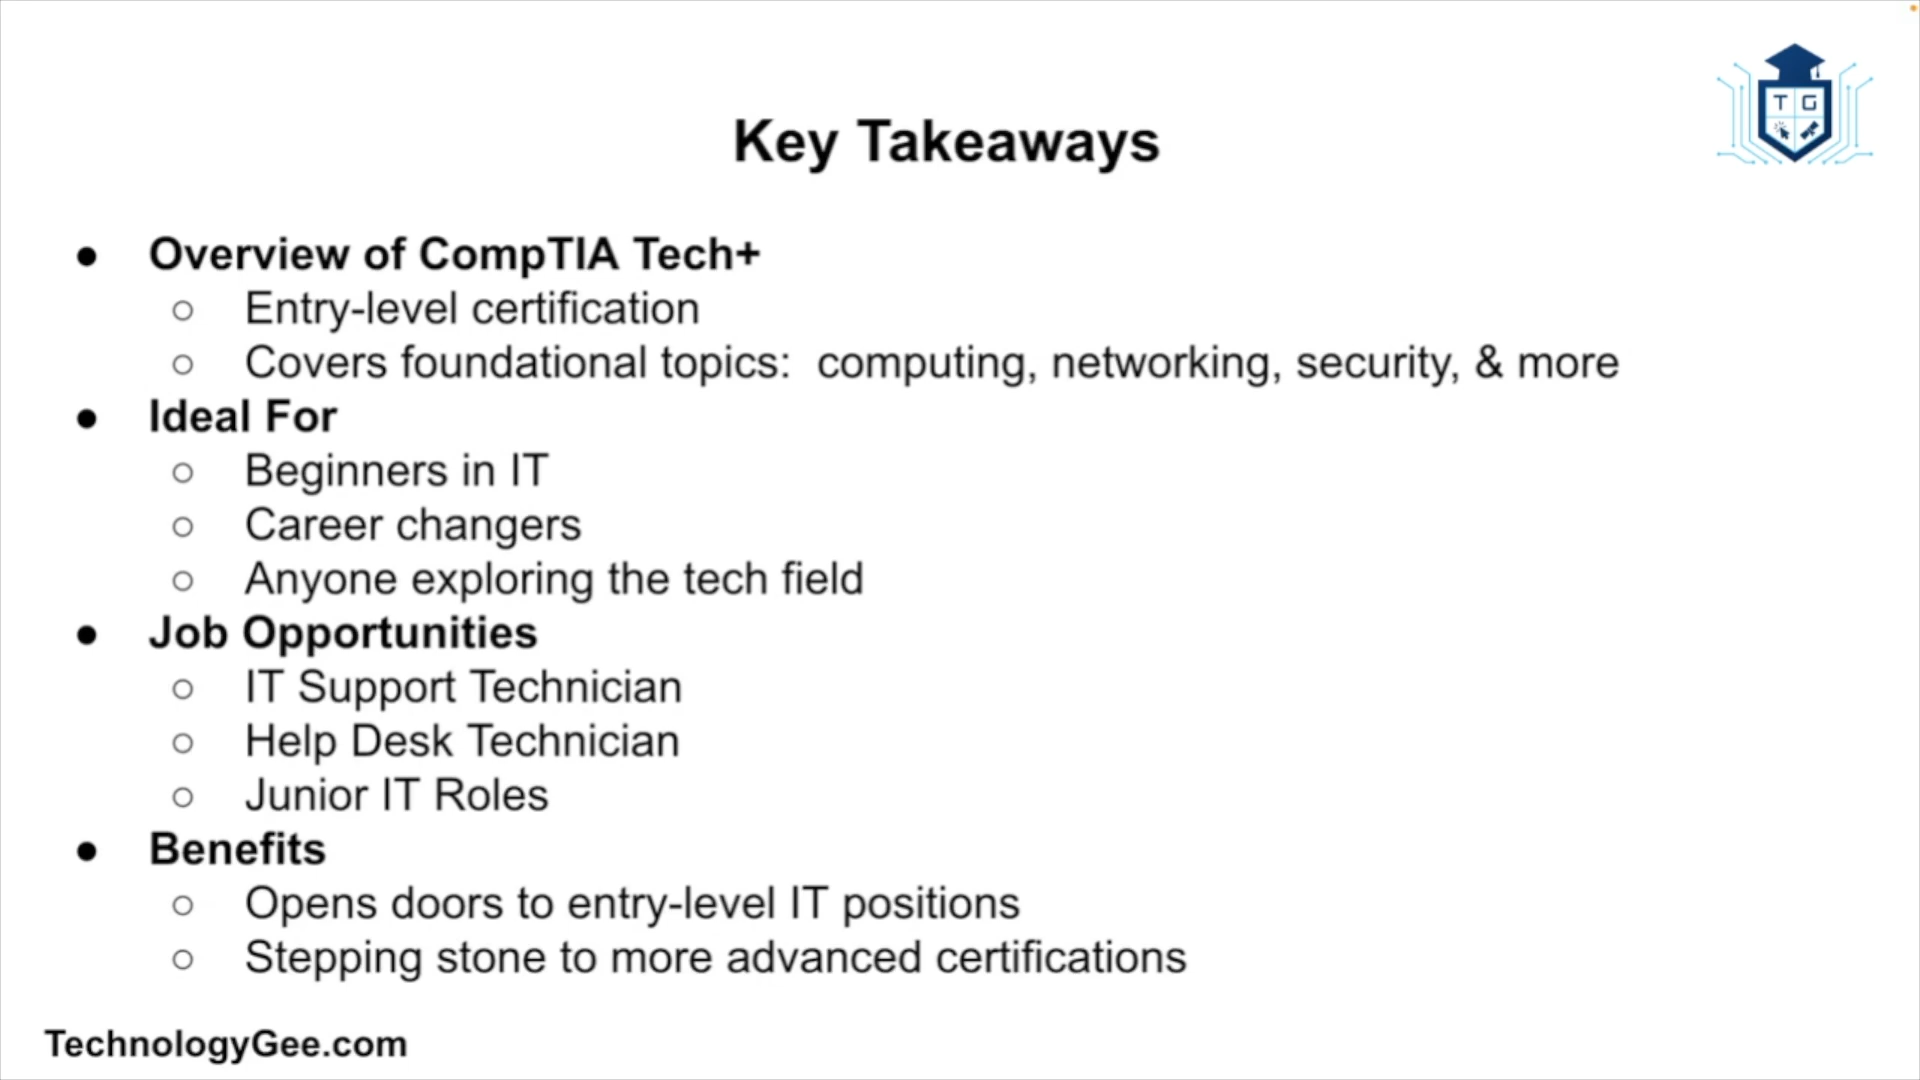 T G
Key Takeaways
● Overview of CompTIA Tech+
○ Entry-level certification
○ Covers foundational topics:  computing, networking, security, & more
● Ideal For
○ Beginners in IT
○ Career changers
○ Anyone exploring the tech field
● Job Opportunities
○ IT Support Technician
○ Help Desk Technician
○ Junior IT Roles
● Benefits
○ Opens doors to entry-level IT positions
○ Stepping stone to more advanced certifications
TechnologyGee.com